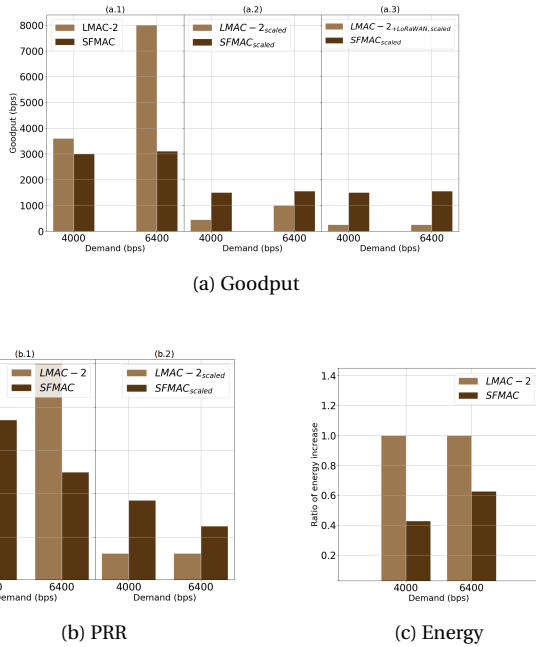 (a.1) (a.2) (a.3)
8000
7000
6000
5000
4000
3000
2000
1000
0
Goodput (bps)
LMAC-2
SFMAC
LMAC − 2scaled
SFMACscaled
LMAC − 2+LoRaWAN, scaled
SFMACscaled
4000 6400 4000 6400 4000 6400
Demand (bps) Demand (bps) Demand (bps)
(a) Goodput
(b.1) (b.2)
LMAC − 2
SFMAC
LMAC − 2scaled
SFMACscaled
6400 4000 6400
emand (bps) Demand (bps)
(b) PRR
1.4
1.2
1.0
0.8
0.6
0.4
0.2
Ratio of energy increase
LMAC − 2
SFMAC
4000 6400
Demand (bps)
(c) Energy